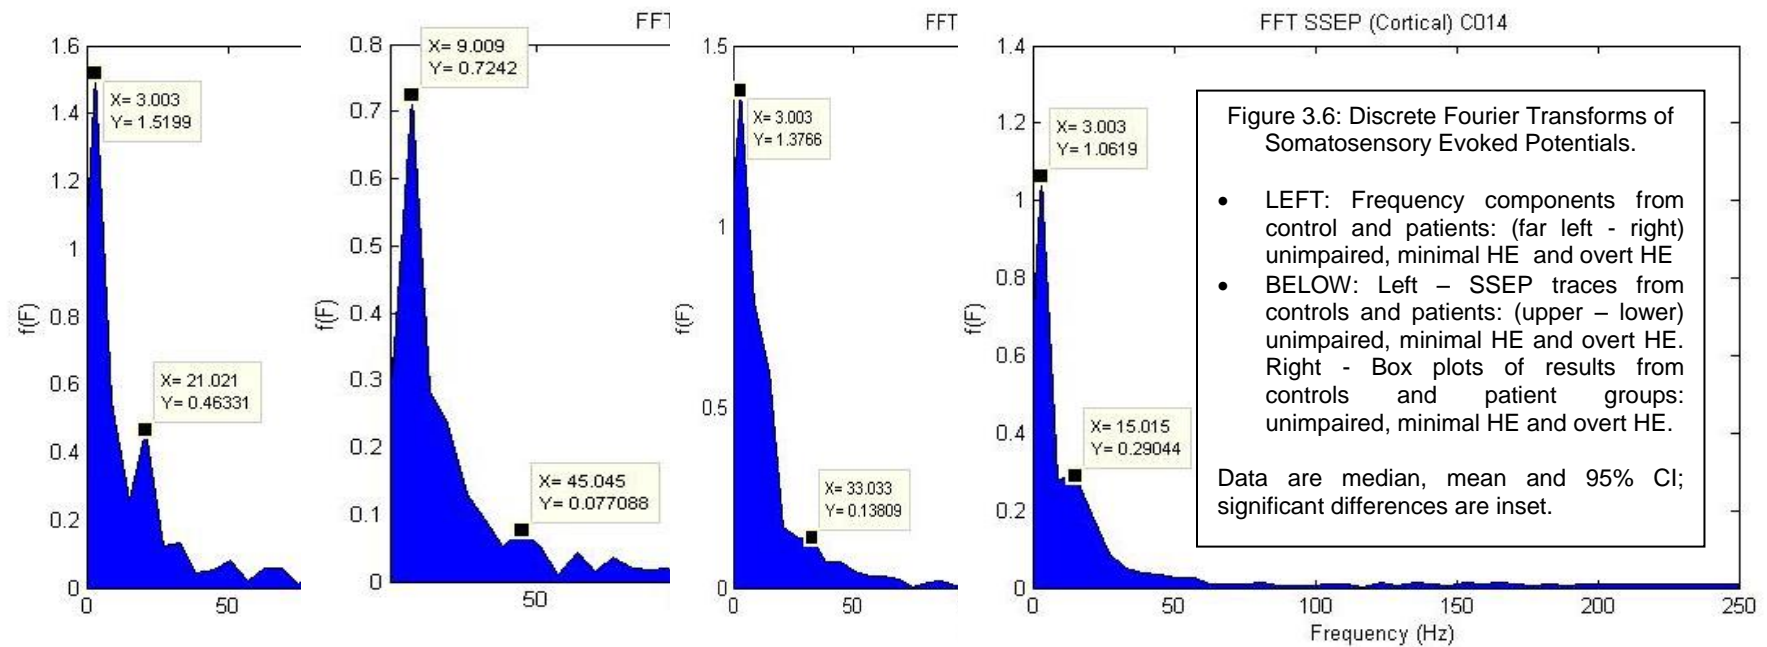 FFT
1.6
1.4
1.2
1
0.8
0.6
0.4
0.2
0
f(F)
X= 3.003
Y= 1.5199
X= 21.021
Y= 0.46331
0
50
0.8
0.7
0.6
0.5
0.4
0.3
0.2
0.1
0
f(F)
X= 9.009
Y= 0.7242
X= 45.045
Y= 0.077088
50
FFT
1.5
1
0.5
0
f(F)
X= 3.003
Y= 1.3766
X= 33.033
Y= 0.13809
0
50
FFT SSEP (Cortical) C014
1.4
1.2
1
0.8
0.6
0.4
0.2
0
f(F)
X= 3.003
Y= 1.0619
X= 15.015
Y= 0.29044
0
50
100
150
200
250
Frequency (Hz)
Figure 3.6: Discrete Fourier Transforms of
Somatosensory Evoked Potentials.
• LEFT: Frequency components from
control and patients: (far left - right)
unimpaired, minimal HE and overt HE
• BELOW: Left – SSEP traces from
controls and patients: (upper – lower)
unimpaired, minimal HE and overt HE.
Right - Box plots of results from
controls and patient groups:
unimpaired, minimal HE and overt HE.
Data are median, mean and 95% CI;
significant differences are inset.